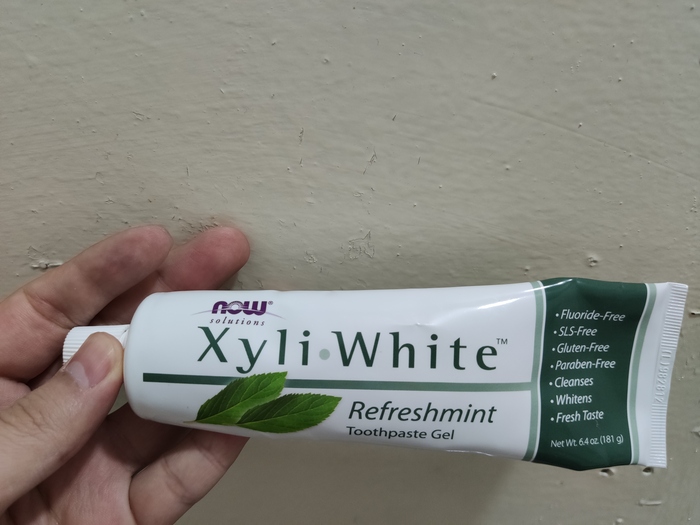 NOW®
solutions
Xyli·White™
Refreshmint
Toothpaste Gel
• Fluoride-Free
• SLS-Free
• Gluten-Free
• Paraben-Free
• Cleanses
• Whitens
• Fresh Taste
Net Wt. 6.4 oz. (181 g)